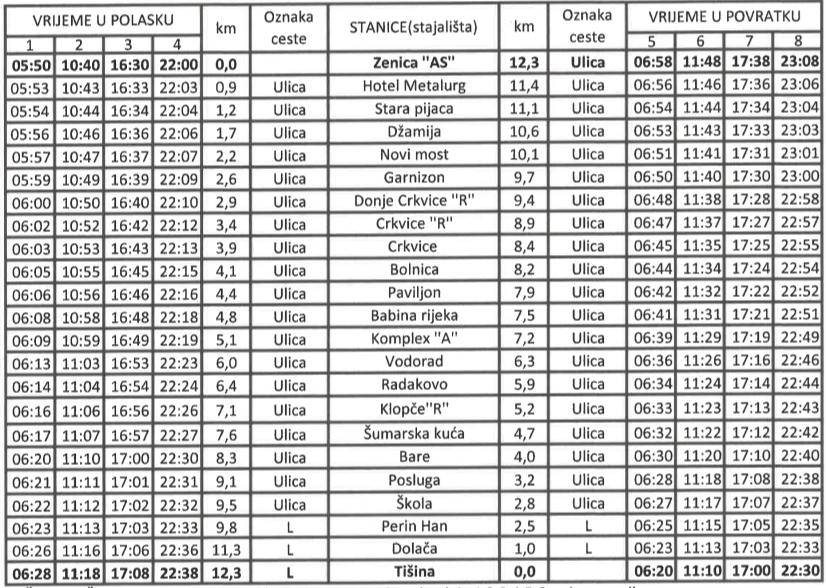 VRIJEME U POLASKU km Oznaka ceste STANICE(stajališta) km Oznaka ceste VRIJEME U POVRATKU
1 2 3 4 5 6 7 8
05:50 10:40 16:30 22:00 0,0 Zenica "AS" 12,3 Ulica 06:58 11:48 17:38 23:08
05:53 10:43 16:33 22:03 0,9 Ulica Hotel Metalurg 11,4 Ulica 06:56 11:46 17:36 23:06
05:54 10:44 16:34 22:04 1,2 Ulica Stara pijaca 11,1 Ulica 06:54 11:44 17:34 23:04
05:56 10:46 16:36 22:06 1,7 Ulica Džamija 10,6 Ulica 06:53 11:43 17:33 23:03
05:57 10:47 16:37 22:07 2,2 Ulica Novi most 10,1 Ulica 06:51 11:41 17:31 23:01
05:59 10:49 16:39 22:09 2,6 Ulica Garnizon 9,7 Ulica 06:50 11:40 17:30 23:00
06:00 10:50 16:40 22:10 2,9 Ulica Donje Crkvice "R" 9,4 Ulica 06:48 11:38 17:28 22:58
06:02 10:52 16:42 22:12 3,4 Ulica Crkvice "R" 8,9 Ulica 06:47 11:37 17:27 22:57
06:03 10:53 16:43 22:13 3,9 Ulica Crkvice 8,4 Ulica 06:45 11:35 17:25 22:55
06:05 10:55 16:45 22:15 4,1 Ulica Bolnica 8,2 Ulica 06:44 11:34 17:24 22:54
06:06 10:56 16:46 22:16 4,4 Ulica Paviljon 7,9 Ulica 06:42 11:32 17:22 22:52
06:08 10:58 16:48 22:18 4,8 Ulica Babina rijeka 7,5 Ulica 06:41 11:31 17:21 22:51
06:09 10:59 16:49 22:19 5,1 Ulica Komplex "A" 7,2 Ulica 06:39 11:29 17:19 22:49
06:13 11:03 16:53 22:23 6,0 Ulica Vodorad 6,3 Ulica 06:36 11:26 17:16 22:46
06:14 11:04 16:54 22:24 6,4 Ulica Radakovo 5,9 Ulica 06:34 11:24 17:14 22:44
06:16 11:06 16:56 22:26 7,1 Ulica Klopče"R" 5,2 Ulica 06:33 11:23 17:13 22:43
06:17 11:07 16:57 22:27 7,6 Ulica Šumarska kuća 4,7 Ulica 06:32 11:22 17:12 22:42
06:20 11:10 17:00 22:30 8,3 Ulica Bare 4,0 Ulica 06:30 11:20 17:10 22:40
06:21 11:11 17:01 22:31 9,1 Ulica Posluga 3,2 Ulica 06:28 11:18 17:08 22:38
06:22 11:12 17:02 22:32 9,5 Ulica Škola 2,8 Ulica 06:27 11:17 17:07 22:37
06:23 11:13 17:03 22:33 9,8 L Perin Han 2,5 L 06:25 11:15 17:05 22:35
06:26 11:16 17:06 22:36 11,3 L Dolača 1,0 L 06:23 11:13 17:03 22:33
06:28 11:18 17:08 22:38 12,3 L Tišina 0,0 06:20 11:10 17:00 22:30